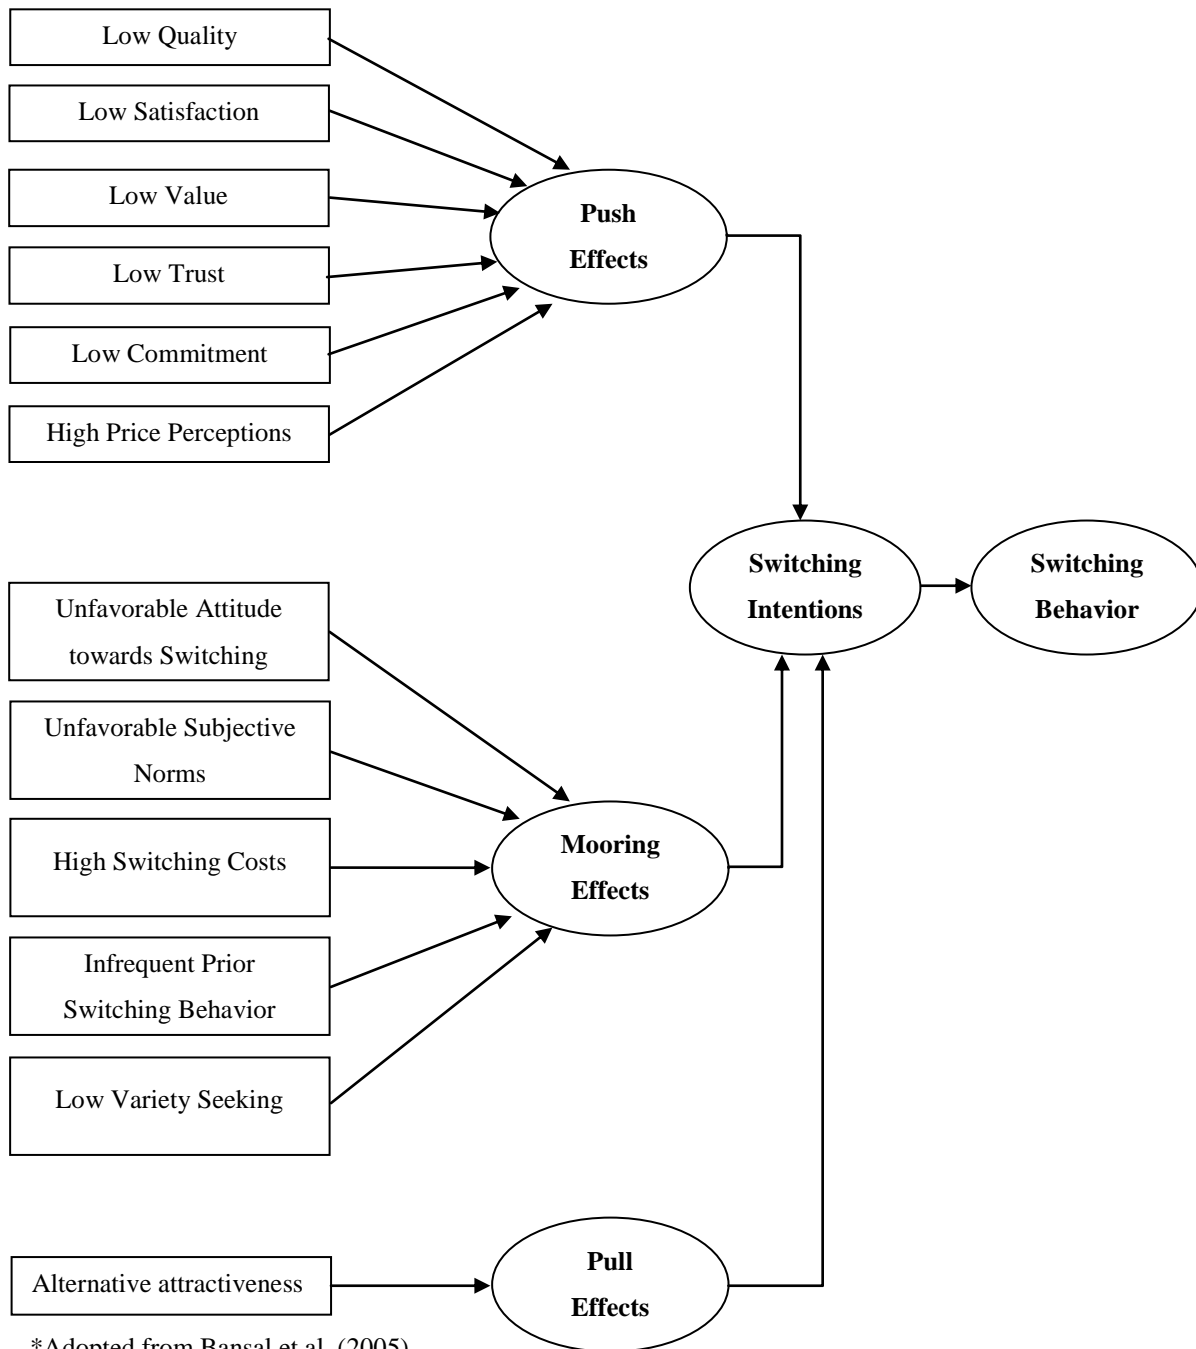 Low Quality
Low Satisfaction
Low Value
Low Trust
Low Commitment
High Price Perceptions
Push
Effects
Switching
Intentions
Switching
Behavior
Unfavorable Attitude
towards Switching
Unfavorable Subjective
Norms
High Switching Costs
Infrequent Prior
Switching Behavior
Low Variety Seeking
Mooring
Effects
Alternative attractiveness
Pull
Effects
*Adopted from Bansal et al. (2005)